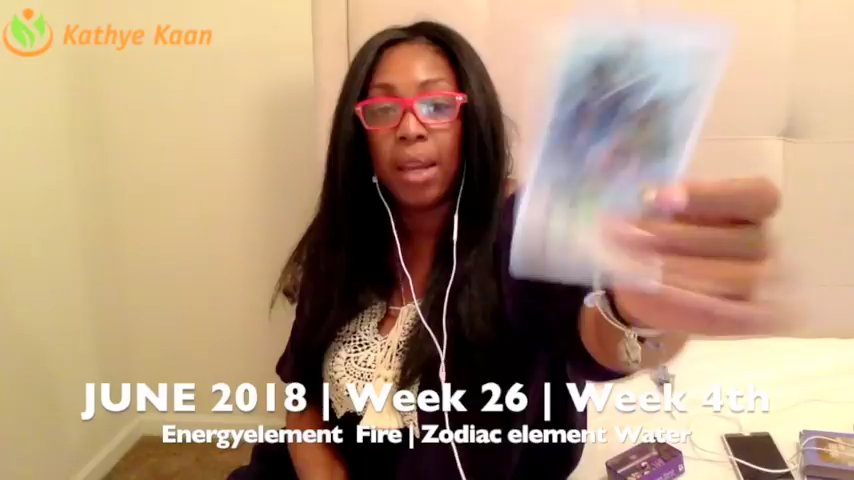 Kathye Kaan
JUNE 2018 | Week 26 | Week 4th
Energyelement Fire | Zodiac element Water